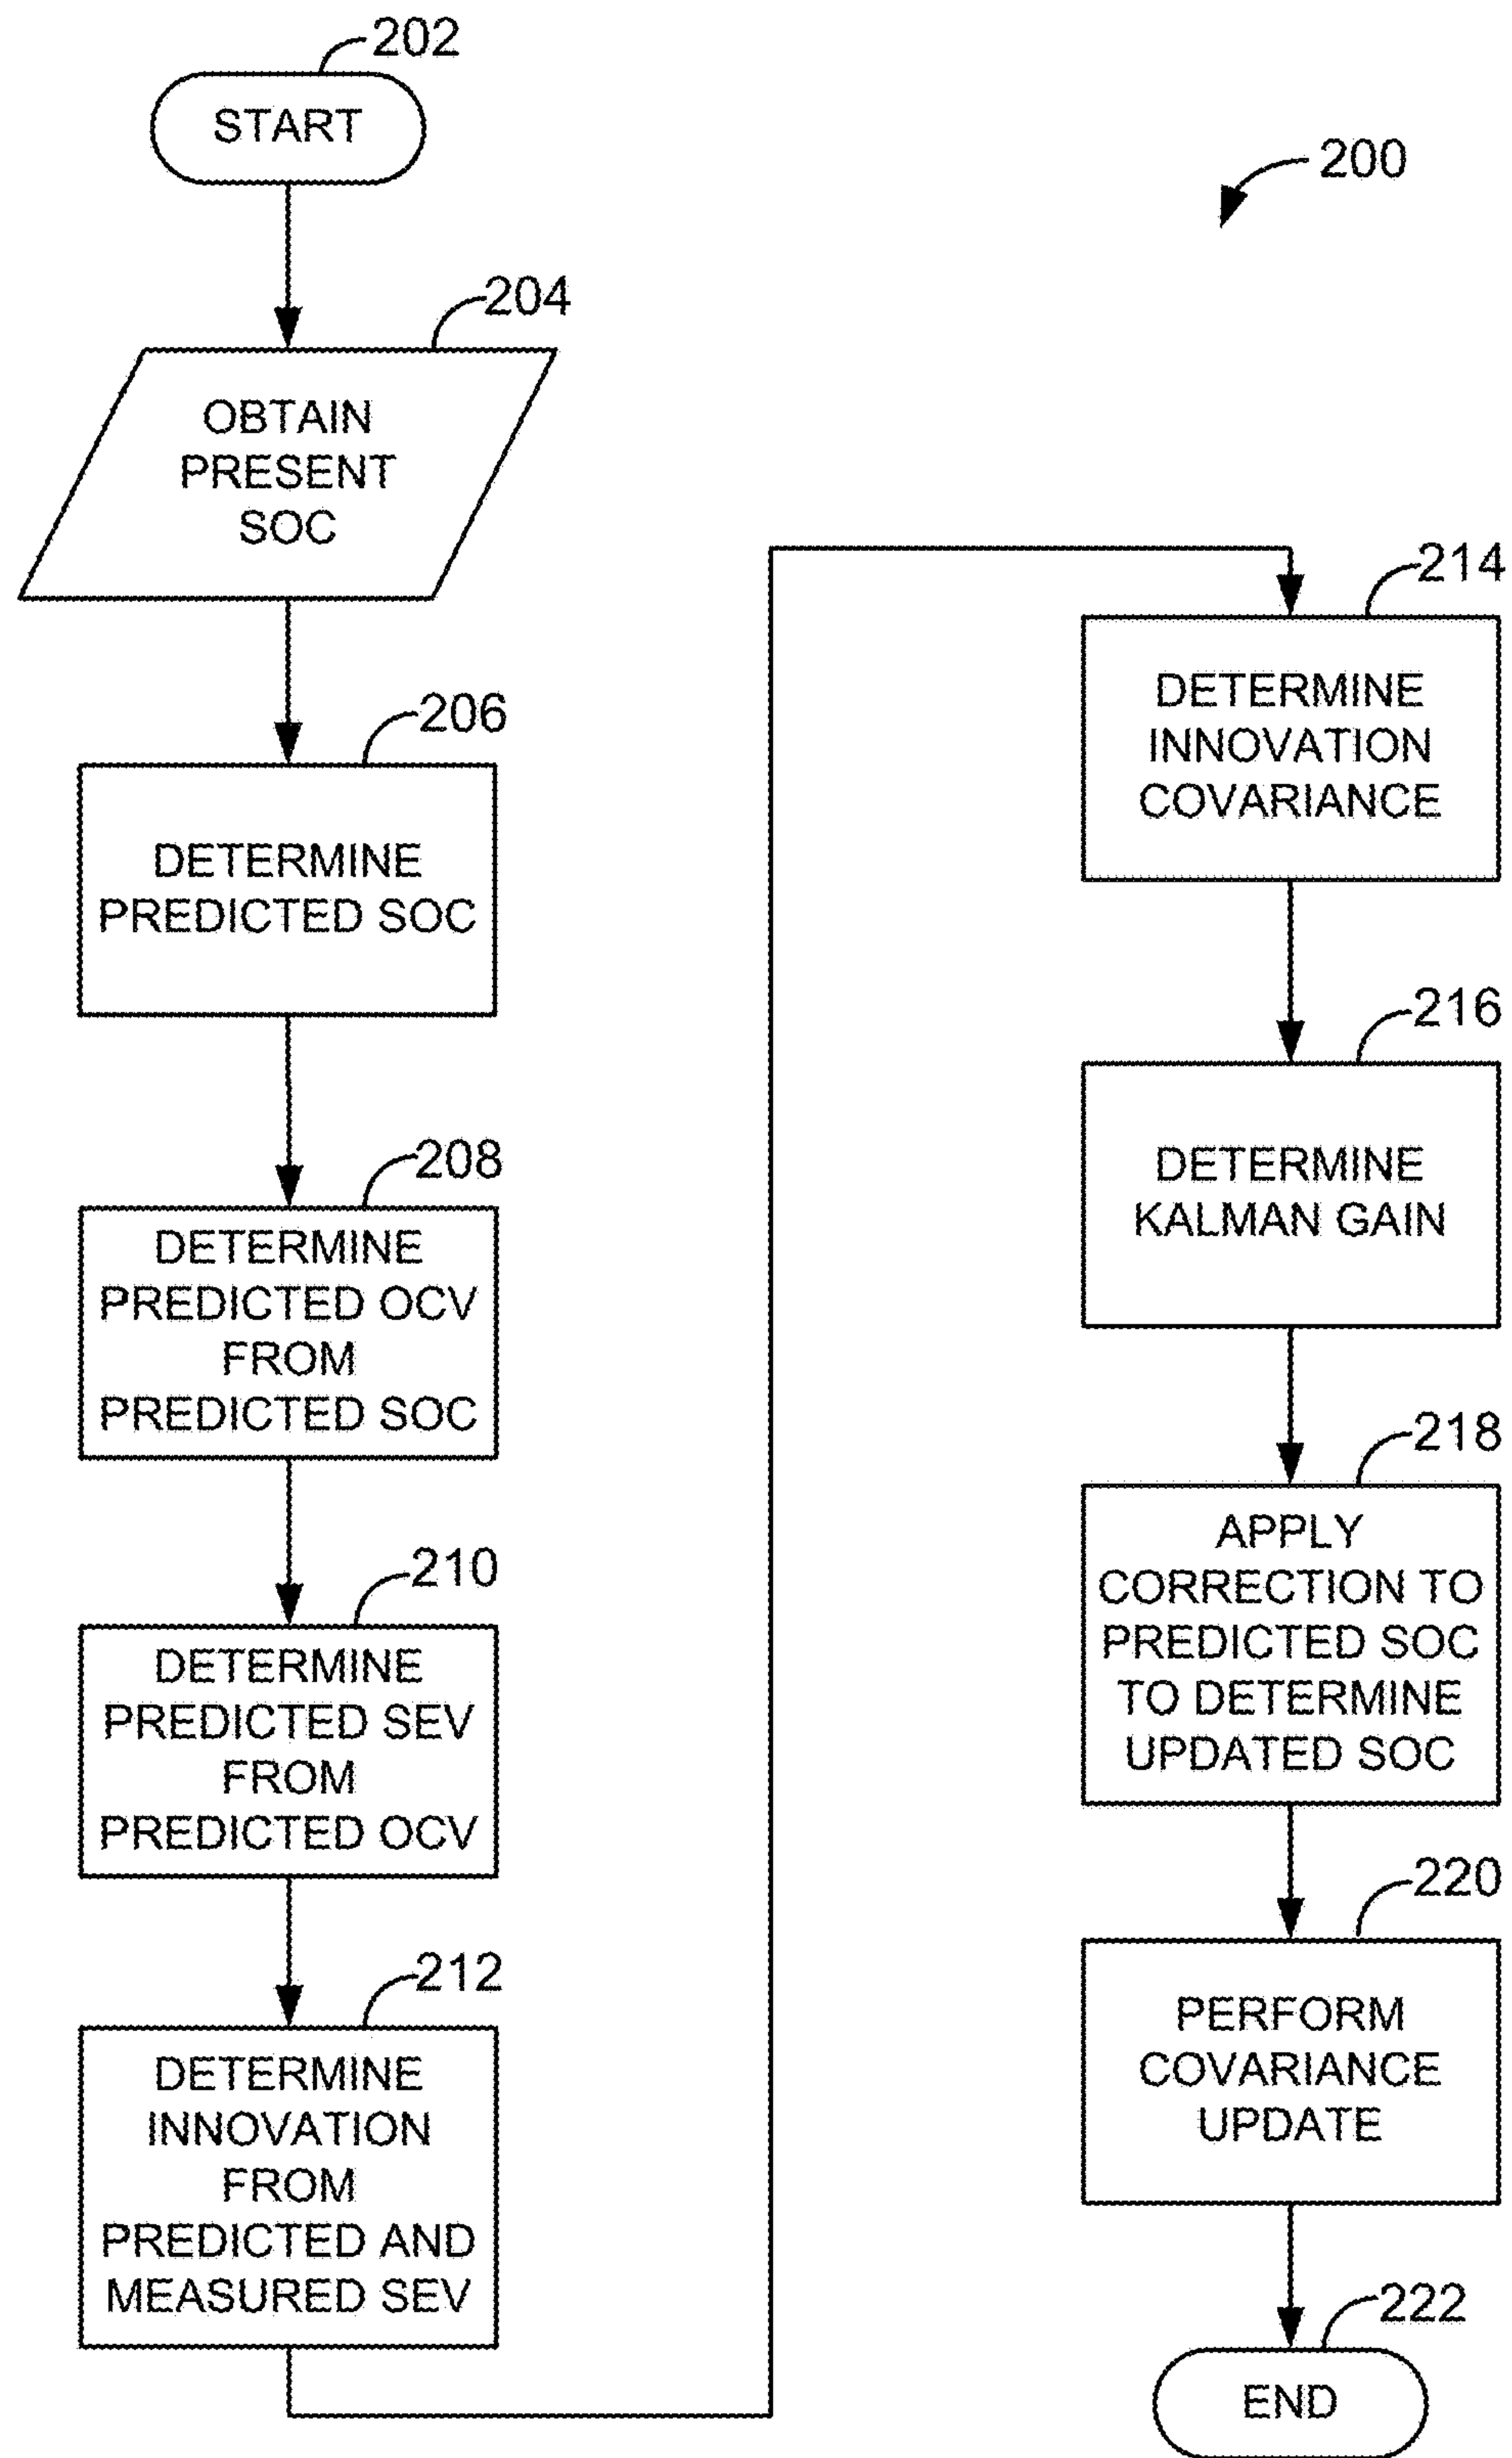 202
START
200
204
OBTAIN
PRESENT
SOC
206
DETERMINE
PREDICTED SOC
208
DETERMINE
PREDICTED OCV
FROM
PREDICTED SOC
210
DETERMINE
PREDICTED SEV
FROM
PREDICTED OCV
212
DETERMINE
INNOVATION
FROM
PREDICTED AND
MEASURED SEV
214
DETERMINE
INNOVATION
COVARIANCE
216
DETERMINE
KALMAN GAIN
218
APPLY
CORRECTION TO
PREDICTED SOC
TO DETERMINE
UPDATED SOC
220
PERFORM
COVARIANCE
UPDATE
222
END